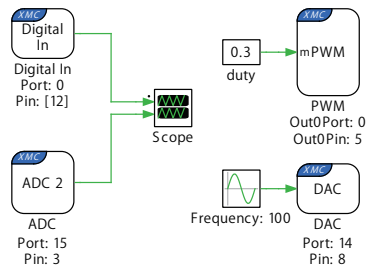 XMC
Digital
In
Digital In
Port: 0
Pin: [12]
Scope
XMC
ADC 2
ADC
Port: 15
Pin: 3
0.3
duty
XMC
mPWM
PWM
Out0Port: 0
Out0Pin: 5
Frequency: 100
XMC
DAC
DAC
Port: 14
Pin: 8